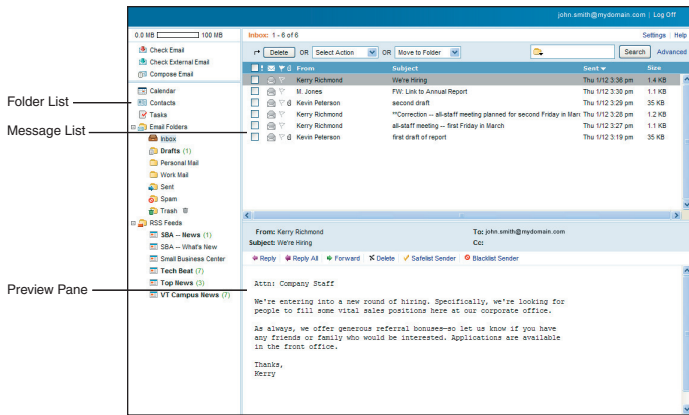 john.smith@mydomain.com | Log Off
0.0 MB 100 MB
Inbox: 1 - 6 of 6
Settings | Help
Check Email
Check External Email
Compose Email
Delete OR Select Action OR Move to Folder Search Advanced
! From Subject Sent Size
Kerry Richmond We're Hiring Thu 1/12 3:38 pm 1.4 KB
M. Jones FW: Link to Annual Report Thu 1/12 3:30 pm 1.1 KB
Kevin Peterson second draft Thu 1/12 3:29 pm 35 KB
Kerry Richmond **Correction -- all-staff meeting planned for second Friday in Marc Thu 1/12 3:28 pm 1.2 KB
Kerry Richmond all-staff meeting -- first Friday in March Thu 1/12 3:27 pm 1.1 KB
Kevin Peterson first draft of report Thu 1/12 3:19 pm 35 KB
Calendar
Contacts
Tasks
Email Folders
Inbox
Drafts (1)
Personal Mail
Work Mail
Sent
Spam
Trash
RSS Feeds
SBA -- News (1)
SBA -- What's New
Small Business Center
Tech Beat (7)
Top News (3)
VT Campus News (7)
Folder List
Message List
Preview Pane
From: Kerry Richmond To: john.smith@mydomain.com
Subject: We're Hiring Cc:
Reply | Reply All | Forward | Delete | Safelist Sender | Blacklist Sender
Attn: Company Staff
We're entering into a new round of hiring. Specifically, we're looking for
people to fill some vital sales positions here at our corporate office.
As always, we offer generous referral bonuses—so let us know if you have
any friends or family who would be interested. Applications are available
in the front office.
Thanks,
Kerry